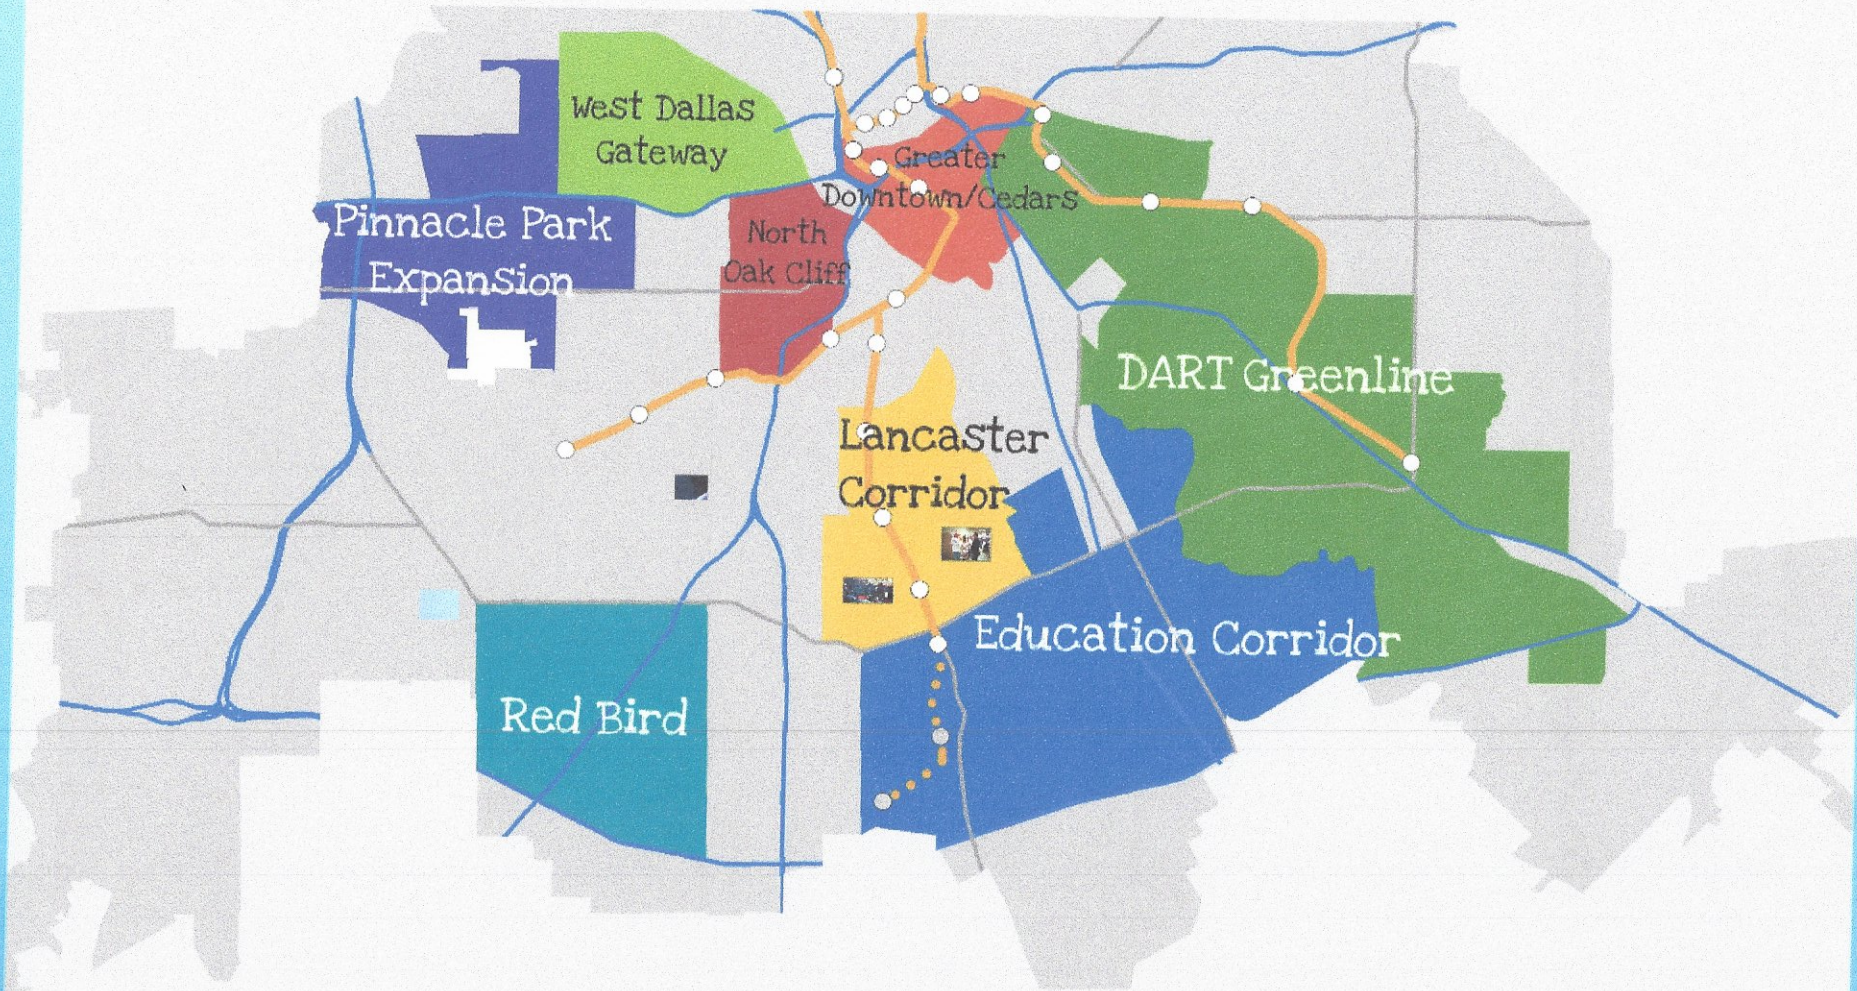 West Dallas
Gateway
Greater
Downtown/Cedars
Pinnacle Park
Expansion
North
Oak Cliff
DART Greenline
Lancaster
Corridor
Education Corridor
Red Bird